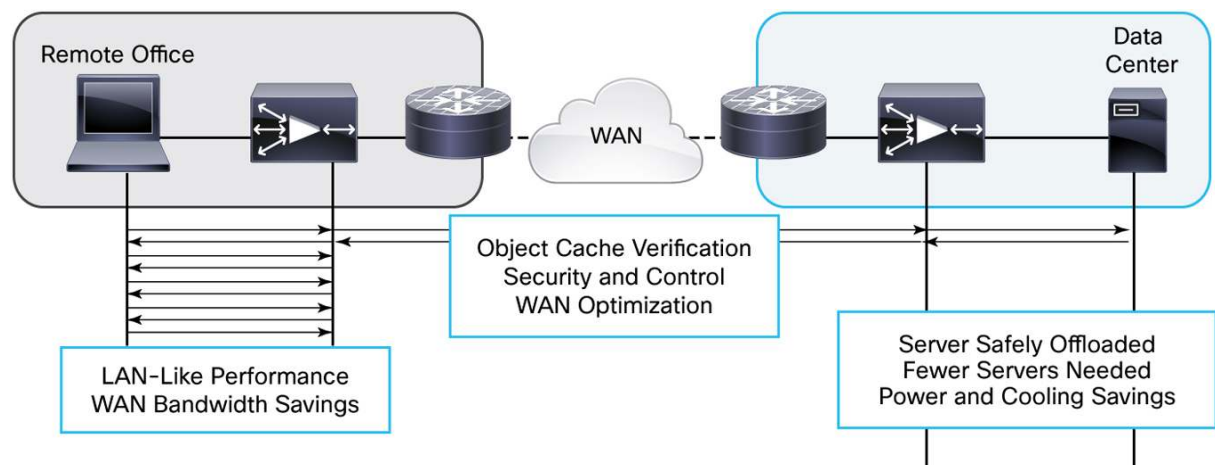 Remote Office
Data
Center
WAN
Object Cache Verification
Security and Control
WAN Optimization
LAN-Like Performance
WAN Bandwidth Savings
Server Safely Offloaded
Fewer Servers Needed
Power and Cooling Savings